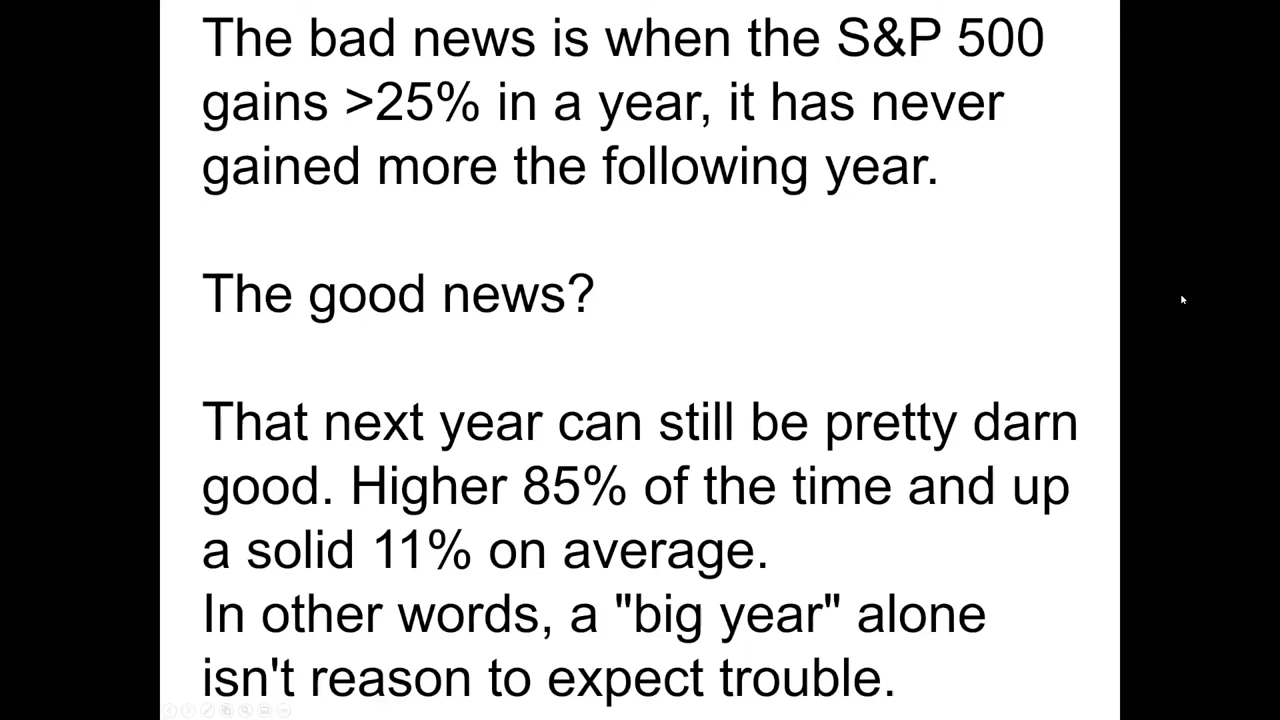 The bad news is when the S&P 500
gains >25% in a year, it has never
gained more the following year.
The good news?
That next year can still be pretty darn
good. Higher 85% of the time and up
a solid 11% on average.
In other words, a "big year" alone
isn't reason to expect trouble.